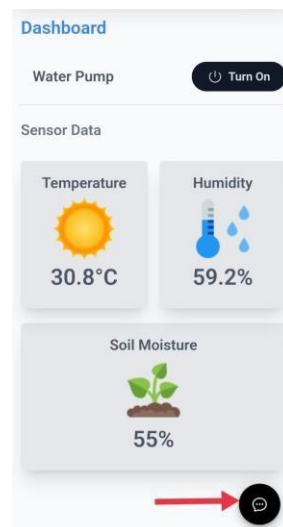 Dashboard
Water Pump
Turn On
Sensor Data
Temperature
Humidity
30.8°C
59.2%
Soil Moisture
55%